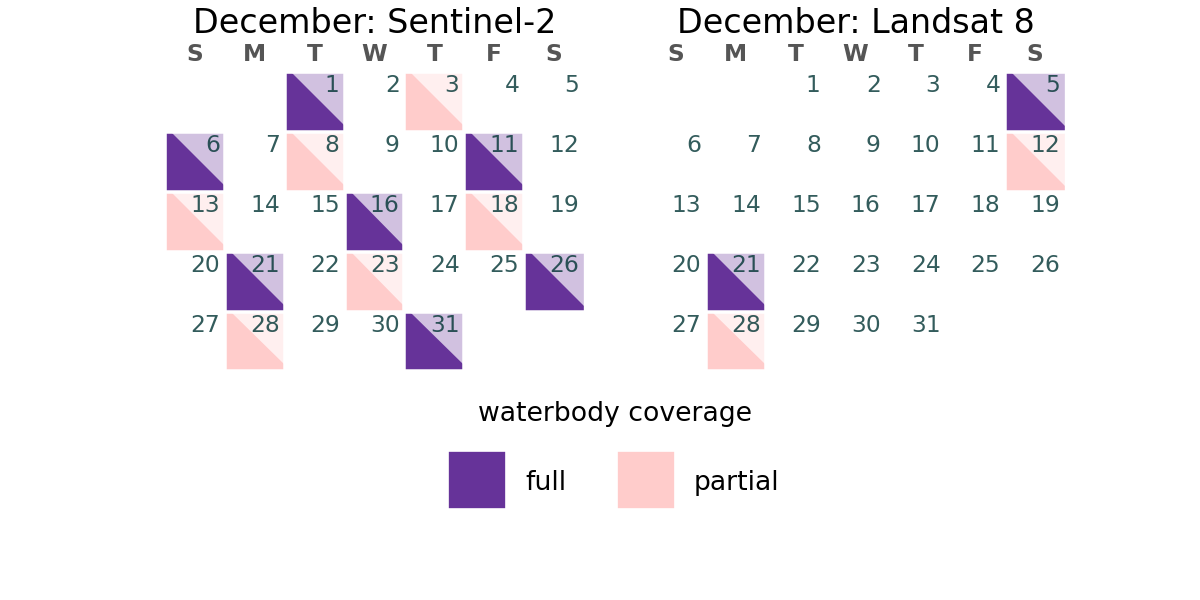 December: Sentinel-2
S M T W T F S
1 2 3 4 5
6 7 8 9 10 11 12
13 14 15 16 17 18 19
20 21 22 23 24 25 26
27 28 29 30 31
December: Landsat 8
S M T W T F S
1 2 3 4 5
6 7 8 9 10 11 12
13 14 15 16 17 18 19
20 21 22 23 24 25 26
27 28 29 30 31
waterbody coverage
full partial